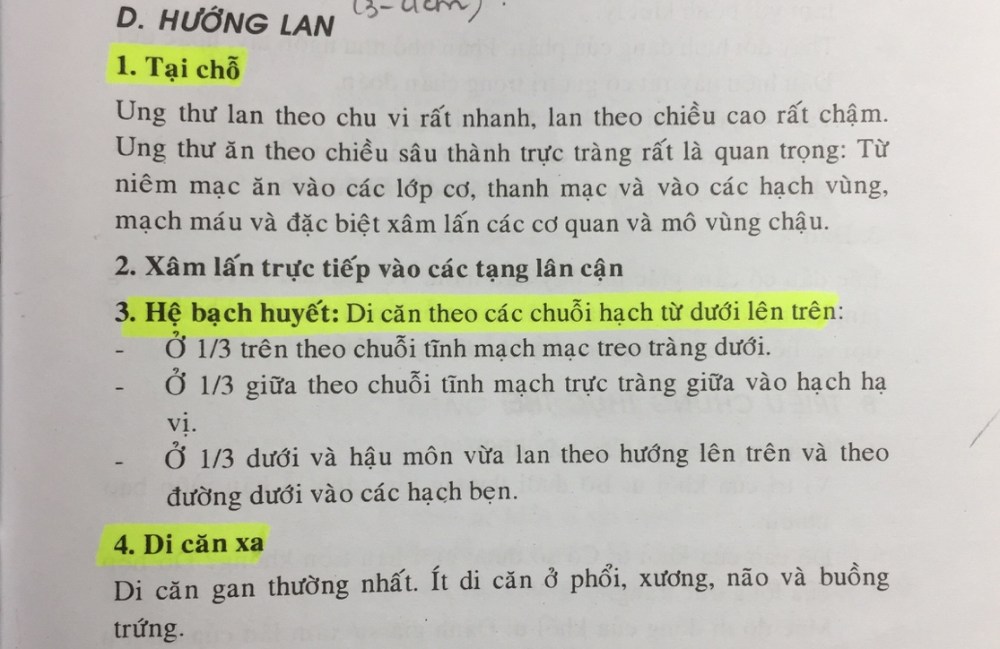 (3-4cm)
D. HƯỚNG LAN
1. Tại chỗ
Ung thư lan theo chu vi rất nhanh, lan theo chiều cao rất chậm.
Ung thư ăn theo chiều sâu thành trực tràng rất là quan trọng: Từ
niêm mạc ăn vào các lớp cơ, thanh mạc và vào các hạch vùng,
mạch máu và đặc biệt xâm lấn các cơ quan và mô vùng chậu.
2. Xâm lấn trực tiếp vào các tạng lân cận
3. Hệ bạch huyết: Di căn theo các chuỗi hạch từ dưới lên trên:
- Ở 1/3 trên theo chuỗi tĩnh mạch mạc treo tràng dưới.
- Ở 1/3 giữa theo chuỗi tĩnh mạch trực tràng giữa vào hạch hạ
vị.
- Ở 1/3 dưới và hậu môn vừa lan theo hướng lên trên và theo
đường dưới vào các hạch bẹn.
4. Di căn xa
Di căn gan thường nhất. Ít di căn ở phổi, xương, não và buồng
trứng.